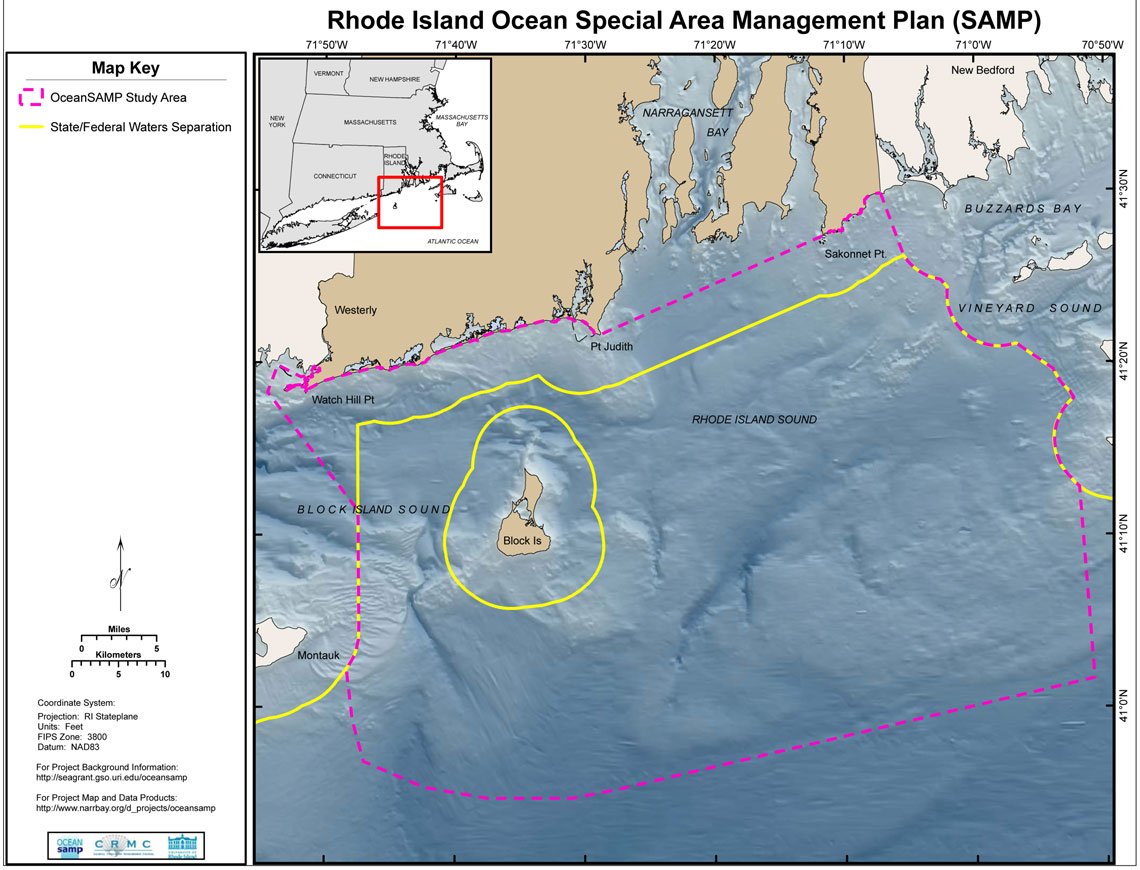 Rhode Island Ocean Special Area Management Plan (SAMP)
71°50'W 71°40'W 71°30'W 71°20'W 71°10'W 71°0'W 70°50'W
Map Key
OceanSAMP Study Area
State/Federal Waters Separation
VERMONT
NEW HAMPSHIRE
NEW
YORK
MASSACHUSETTS
MASSACHUSETTS
BAY
RHODE
ISLAND
CONNECTICUT
ATLANTIC OCEAN
New Bedford
NARRAGANSETT
BAY
41°30'N
BUZZARDS BAY
Sakonnet Pt.
VINEYARD SOUND
Westerly
Pt Judith
41°20'N
Watch Hill Pt
RHODE ISLAND SOUND
BLOCK ISLAND SOUND
Block Is
41°10'N
Montauk
41°0'N
N
Miles
0 5
Kilometers
0 5 10
Coordinate System:
Projection: RI Stateplane
Units: Feet
FIPS Zone: 3800
Datum: NAD83
For Project Background Information:
http://seagrant.gso.uri.edu/oceansamp
For Project Map and Data Products:
http://www.narrbay.org/d_projects/oceansamp
OCEAN
samp
CRMC